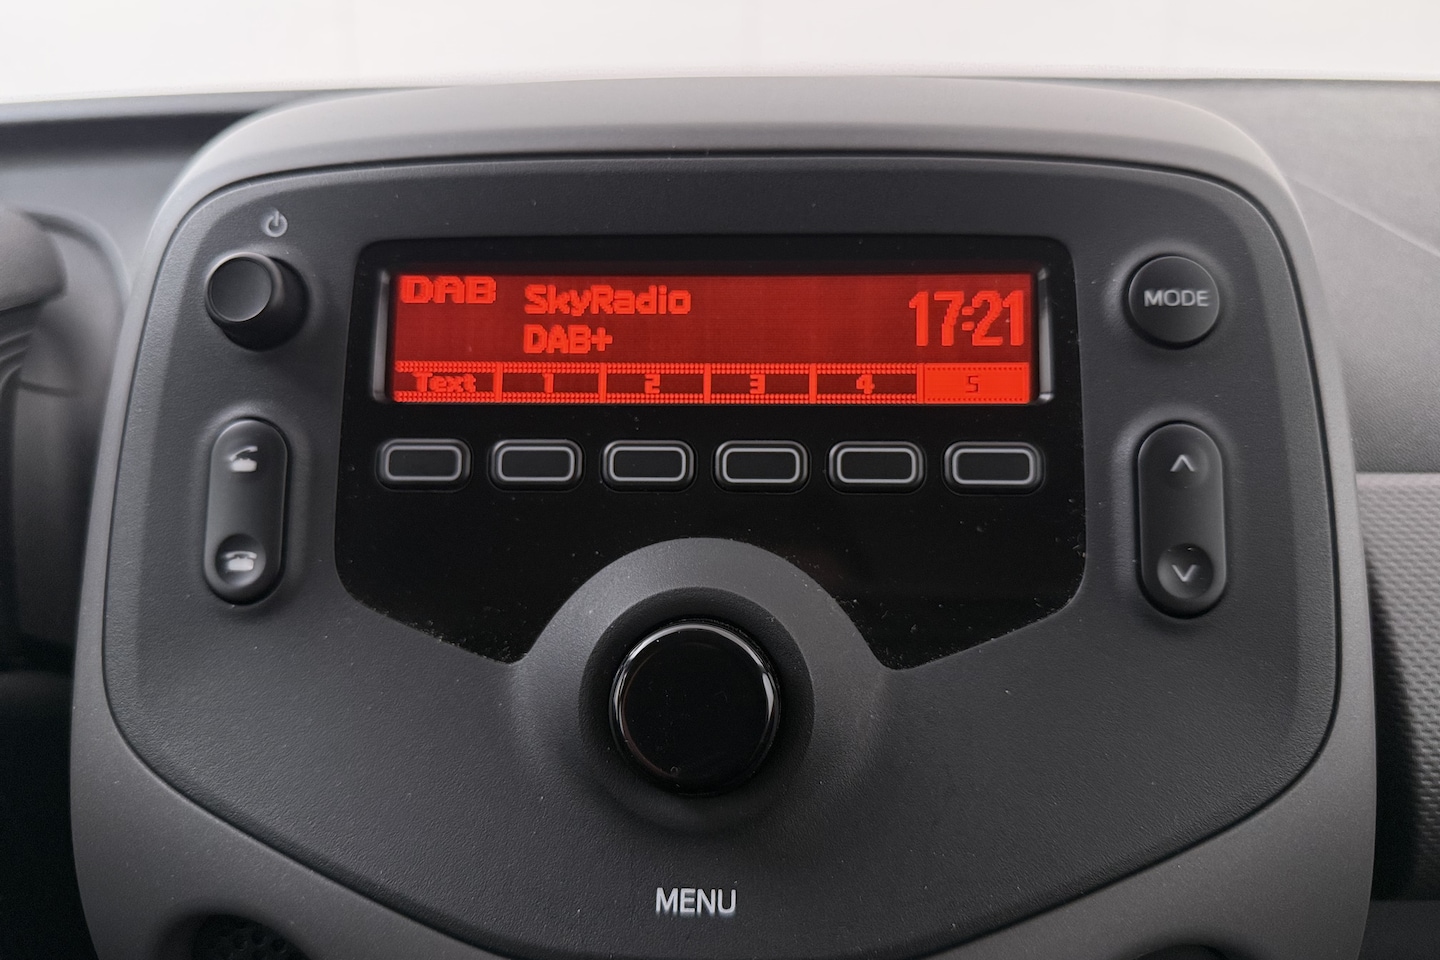 DAB SkyRadio 17:21
DAB+
Text 1 2 3 4 5
MODE
MENU